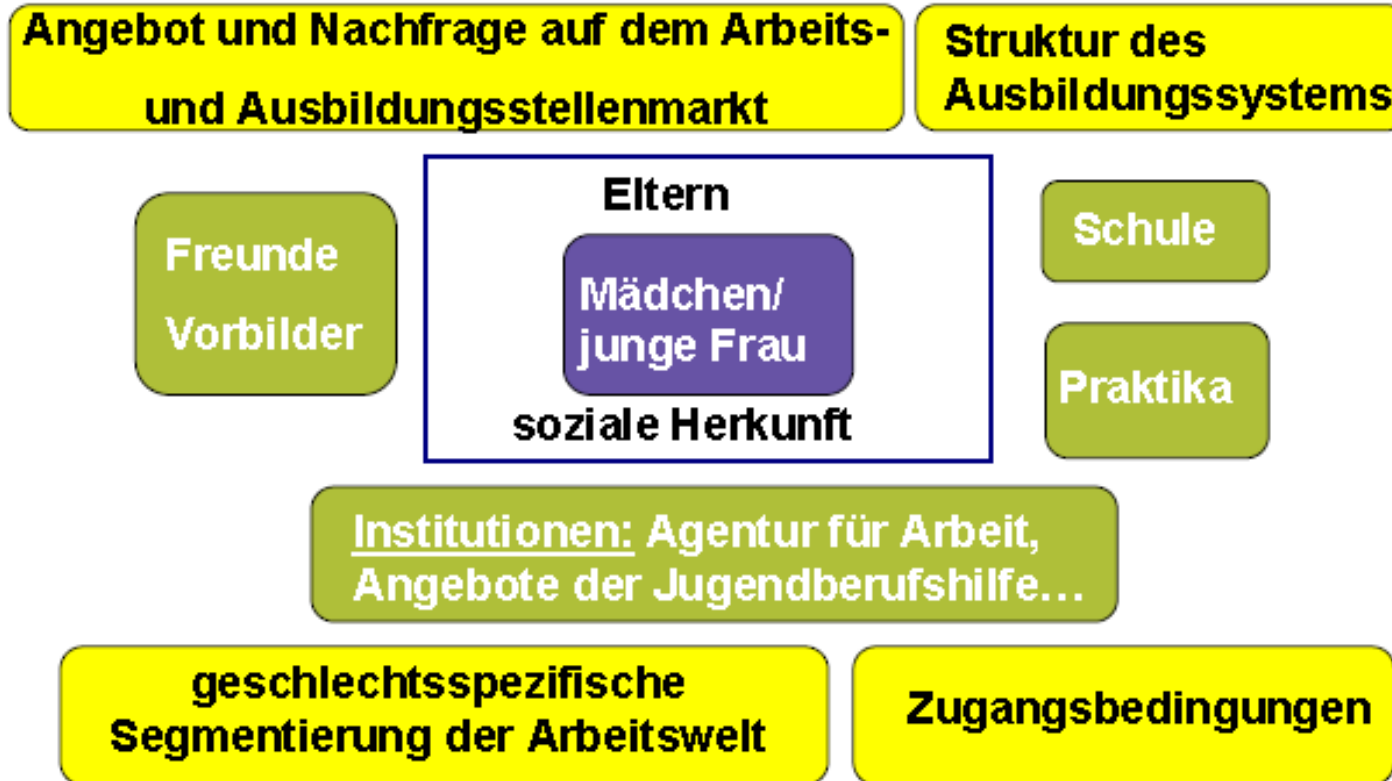 Angebot und Nachfrage auf dem Arbeits-
und Ausbildungsstellenmarkt
Struktur des
Ausbildungssystems
Freunde
Vorbilder
Eltern
Mädchen/
junge Frau
soziale Herkunft
Schule
Praktika
Institutionen: Agentur für Arbeit,
Angebote der Jugendberufshilfe…
geschlechtsspezifische
Segmentierung der Arbeitswelt
Zugangsbedingungen